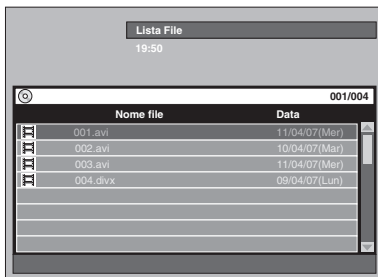 Lista File
19:50
001/004
Nome file Data
001.avi 11/04/07(Mer)
002.avi 10/04/07(Mar)
003.avi 11/04/07(Mer)
004.divx 09/04/07(Lun)